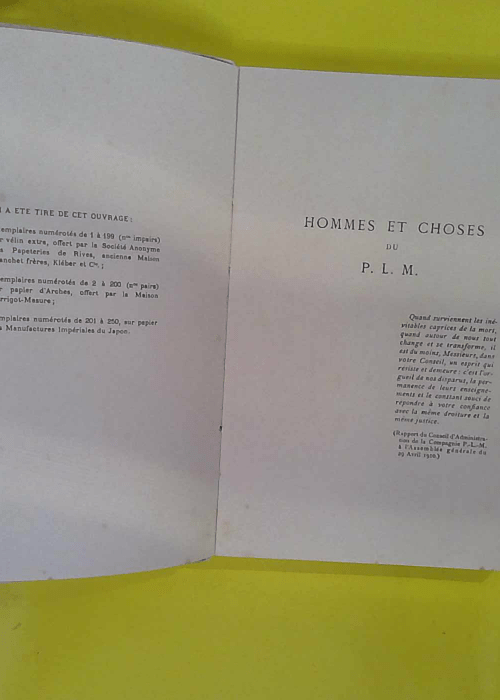 A ETE TIRE DE CET OUVRAGE:
emplaires numérotés de 1 à 199 (nos impairs)
r vélin extra, offert par la Société Anonyme
s Papeteries de Rives, ancienne Maison
anchet frères, Kléber et Cie;
emplaires numérotés de 2 à 200 (nos pairs)
r papier d'Arches, offert par la Maison
rrigot-Masure;
mplaires numérotés de 201 à 250, sur papier
s Manufactures Impériales du Japon.
HOMMES ET CHOSES
DU
P. L. M.
Quand surviennent les iné-
vitables caprices de la mort,
quand autour de nous tout
change et se transforme, il
est du moins, Messieurs, dans
votre Conseil, un esprit qui
résiste et demeure : c'est l'or-
gueil de nos disparus, la per-
manence de leurs enseigne-
ments et le constant souci de
répondre à votre confiance
avec la même droiture et la
même justice.
(Rapport du Conseil d'Administra-
tion de la Compagnie P.-L.-M.
à l'Assemblée générale du
Avril